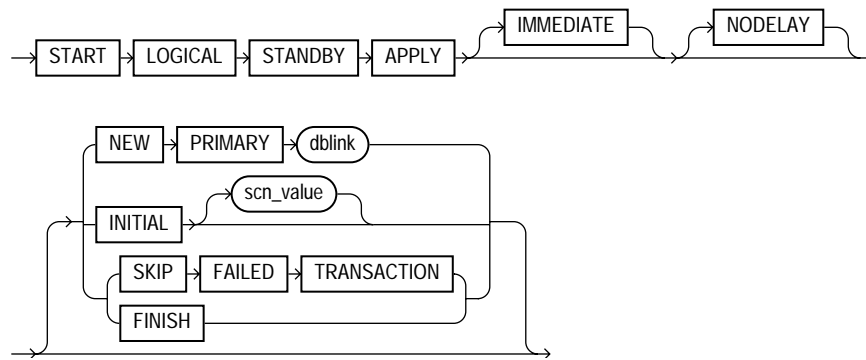 START LOGICAL STANDBY APPLY IMMEDIATE NODELAY
NEW PRIMARY dblink
INITIAL scn_value
SKIP FAILED TRANSACTION
FINISH